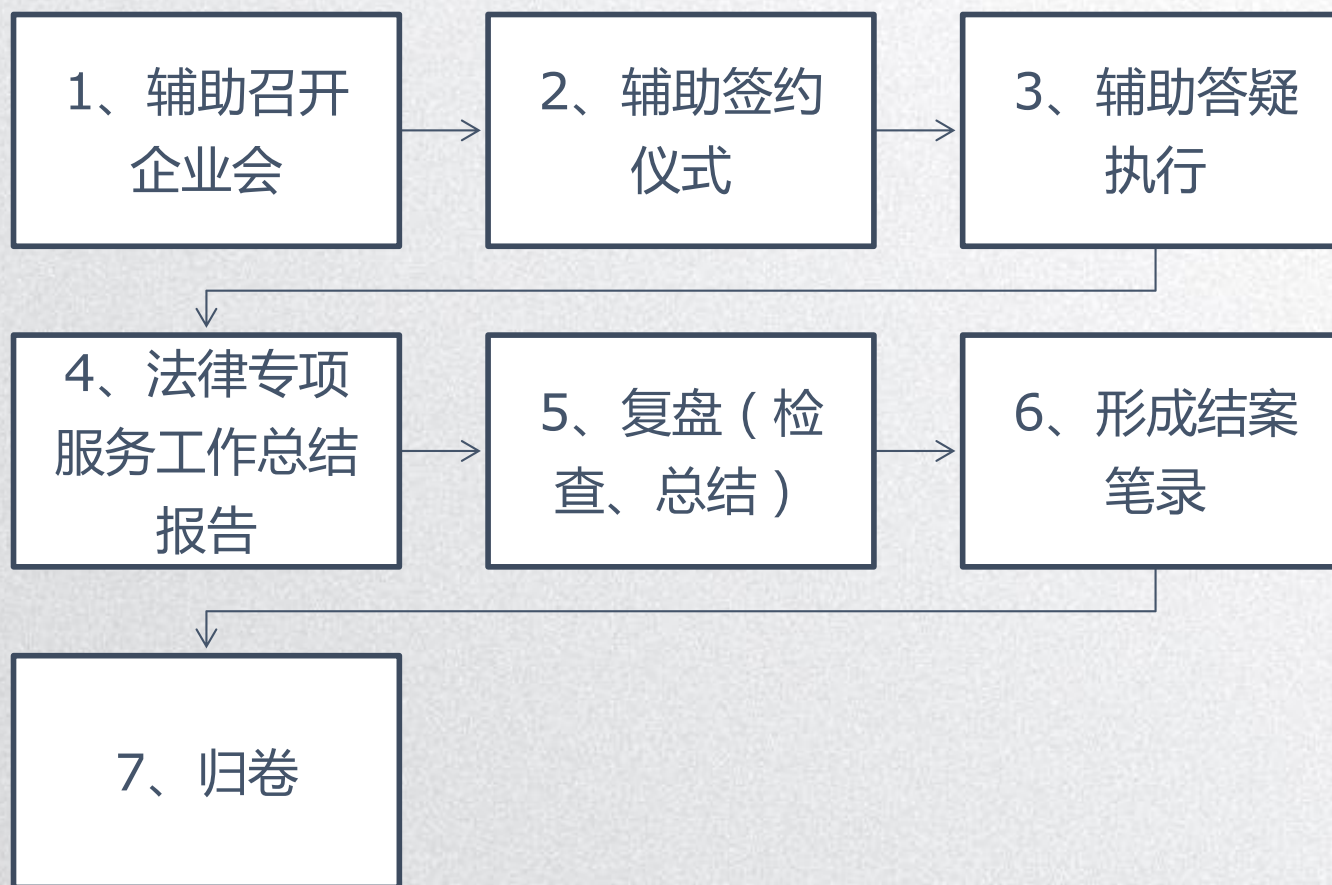 1、辅助召开
企业会
2、辅助签约
仪式
3、辅助答疑
执行
4、法律专项
服务工作总结
报告
5、复盘（检
查、总结）
6、形成结案
笔录
7、归卷